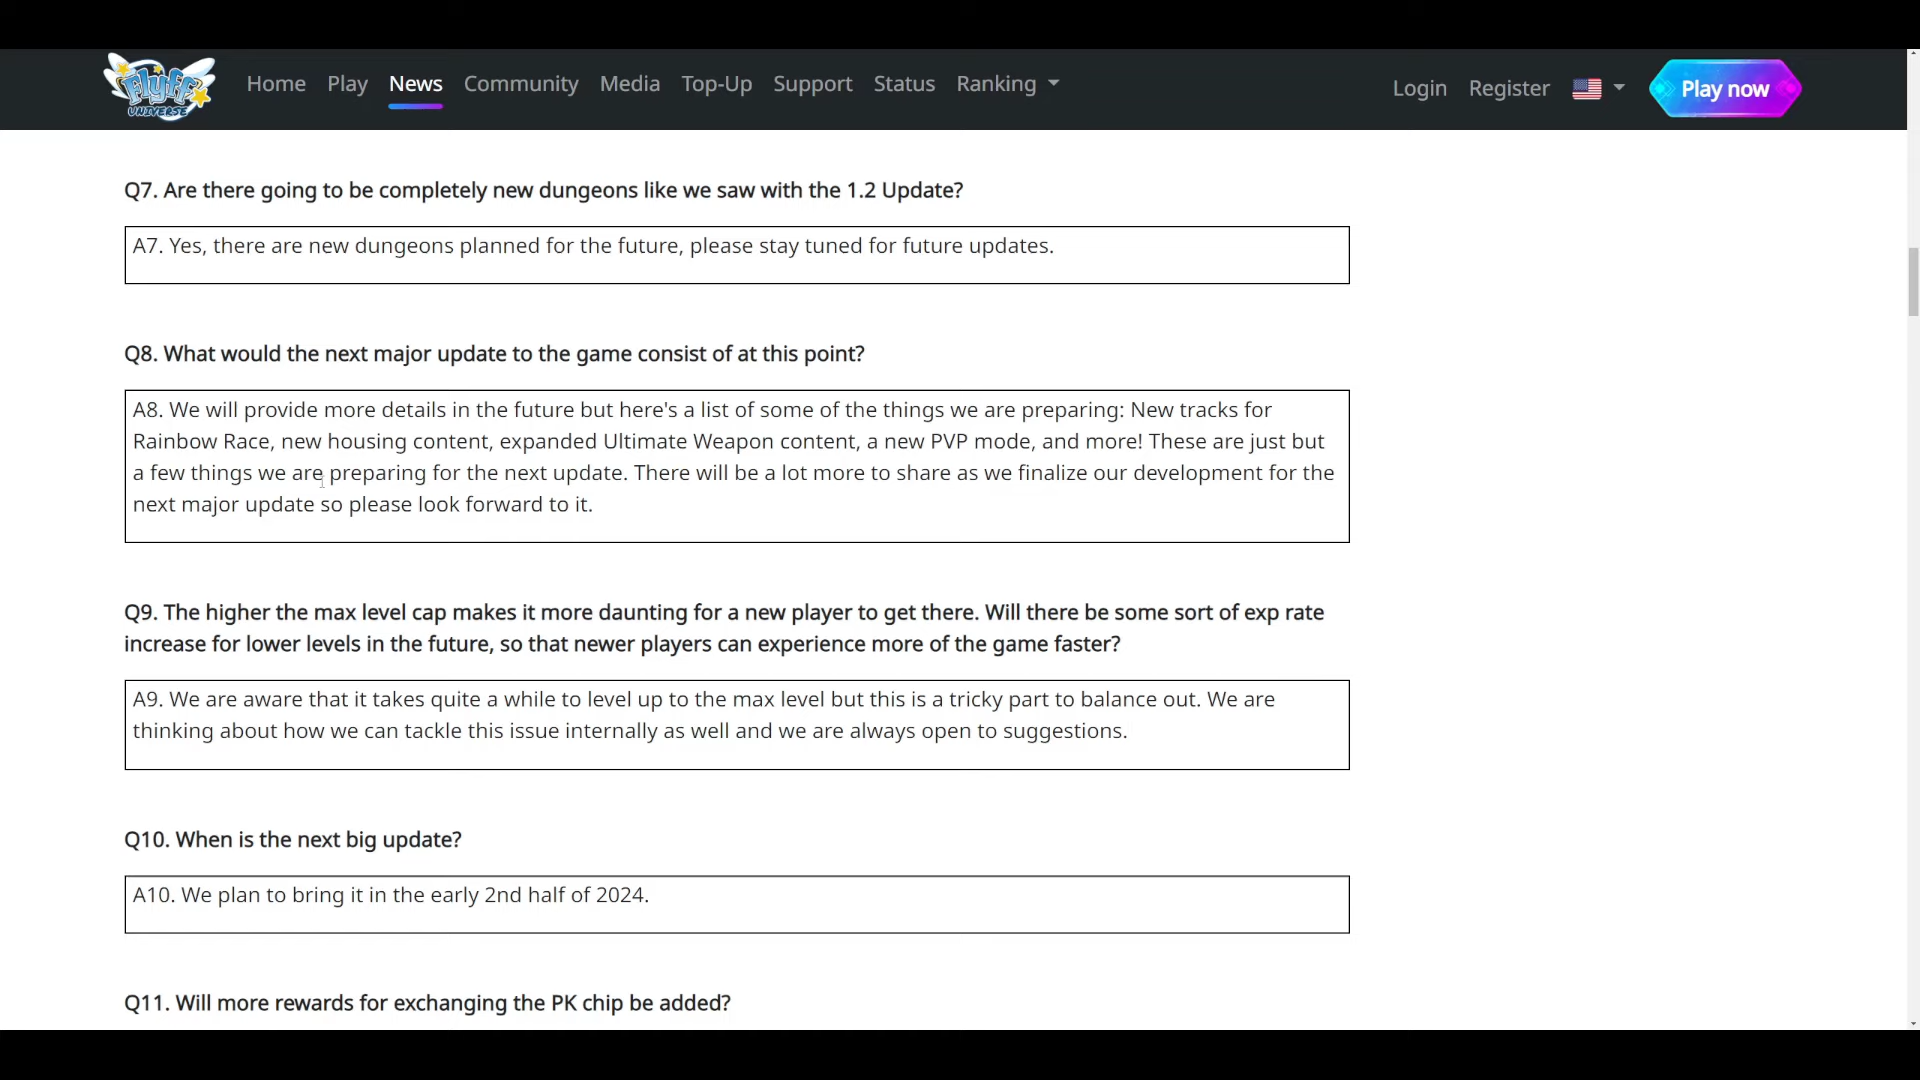 Flyff
UNIVERSE
Home Play News Community Media Top-Up Support Status Ranking Login Register Play now
Q7. Are there going to be completely new dungeons like we saw with the 1.2 Update?
A7. Yes, there are new dungeons planned for the future, please stay tuned for future updates.
Q8. What would the next major update to the game consist of at this point?
A8. We will provide more details in the future but here's a list of some of the things we are preparing: New tracks for
Rainbow Race, new housing content, expanded Ultimate Weapon content, a new PVP mode, and more! These are just but
a few things we are preparing for the next update. There will be a lot more to share as we finalize our development for the
next major update so please look forward to it.
Q9. The higher the max level cap makes it more daunting for a new player to get there. Will there be some sort of exp rate
increase for lower levels in the future, so that newer players can experience more of the game faster?
A9. We are aware that it takes quite a while to level up to the max level but this is a tricky part to balance out. We are
thinking about how we can tackle this issue internally as well and we are always open to suggestions.
Q10. When is the next big update?
A10. We plan to bring it in the early 2nd half of 2024.
Q11. Will more rewards for exchanging the PK chip be added?